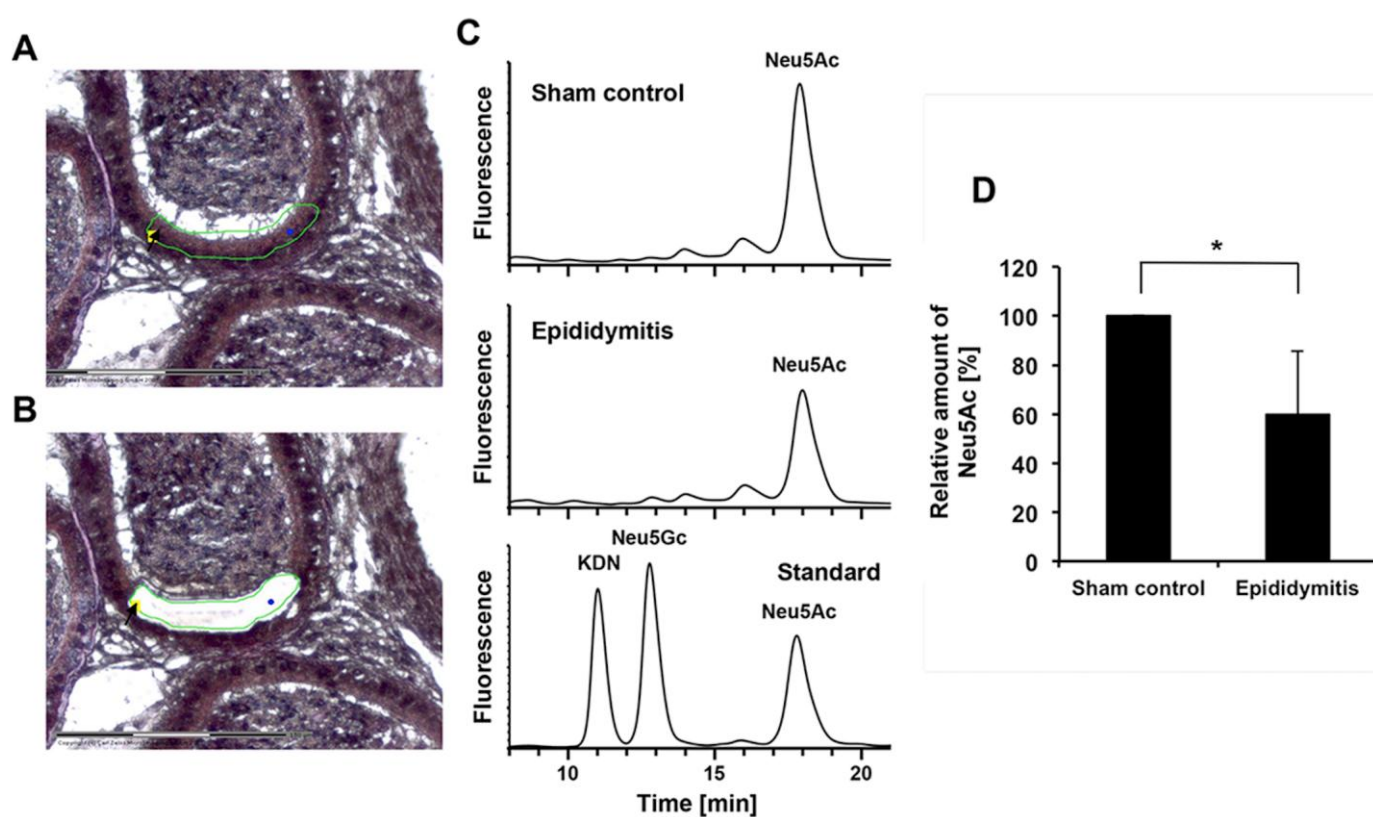 A
B
C
Neu5Ac
Sham control
Fluorescence
Neu5Ac
Epididymitis
Fluorescence
Neu5Gc
KDN
Standard
Neu5Ac
Fluorescence
10 15 20
Time [min]
D
*
120
100
80
60
40
20
0
Relative amount of
Neu5Ac [%]
Sham control Epididymitis